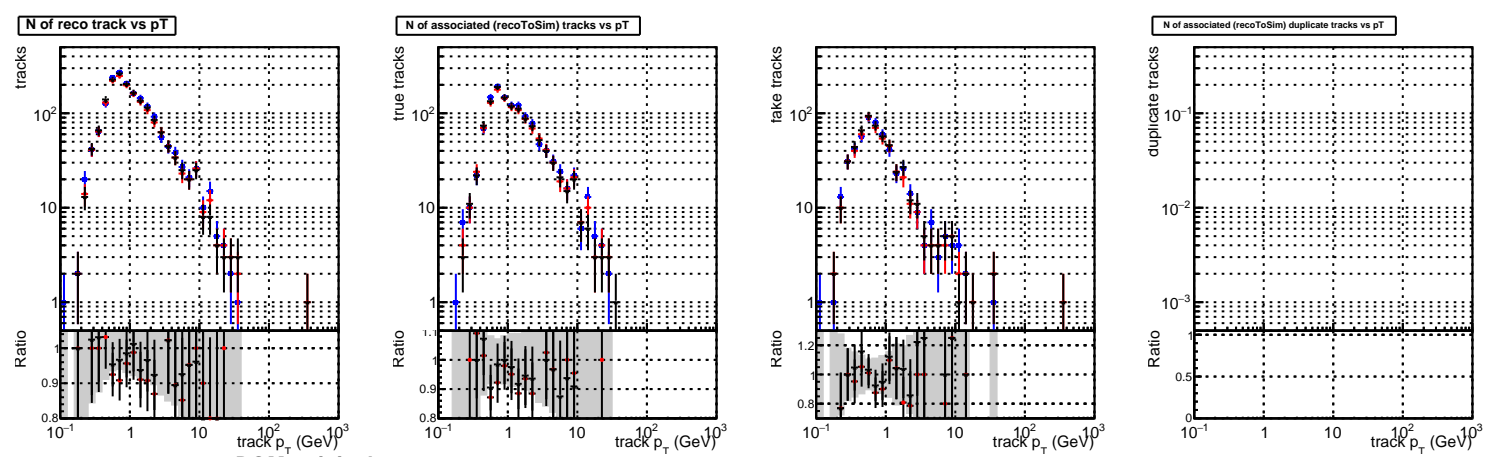 N of reco track vs pT
tracks
10²
10
1
Ratio
1
0.9
0.8
10⁻¹ 1 10 10² 10³
track p_T (GeV)
N of associated (recoToSim) tracks vs pT
true tracks
10²
10
1
Ratio
1.1
1
0.9
0.8
10⁻¹ 1 10 10² 10³
track p_T (GeV)
fake tracks
10²
10
1
Ratio
1.2
1
0.8
10⁻¹ 1 10 10² 10³
track p_T (GeV)
N of associated (recoToSim) duplicate tracks vs pT
duplicate tracks
10⁻¹
10⁻²
10⁻³
Ratio
1
0.5
0
10⁻¹ 1 10 10² 10³
track p_T (GeV)